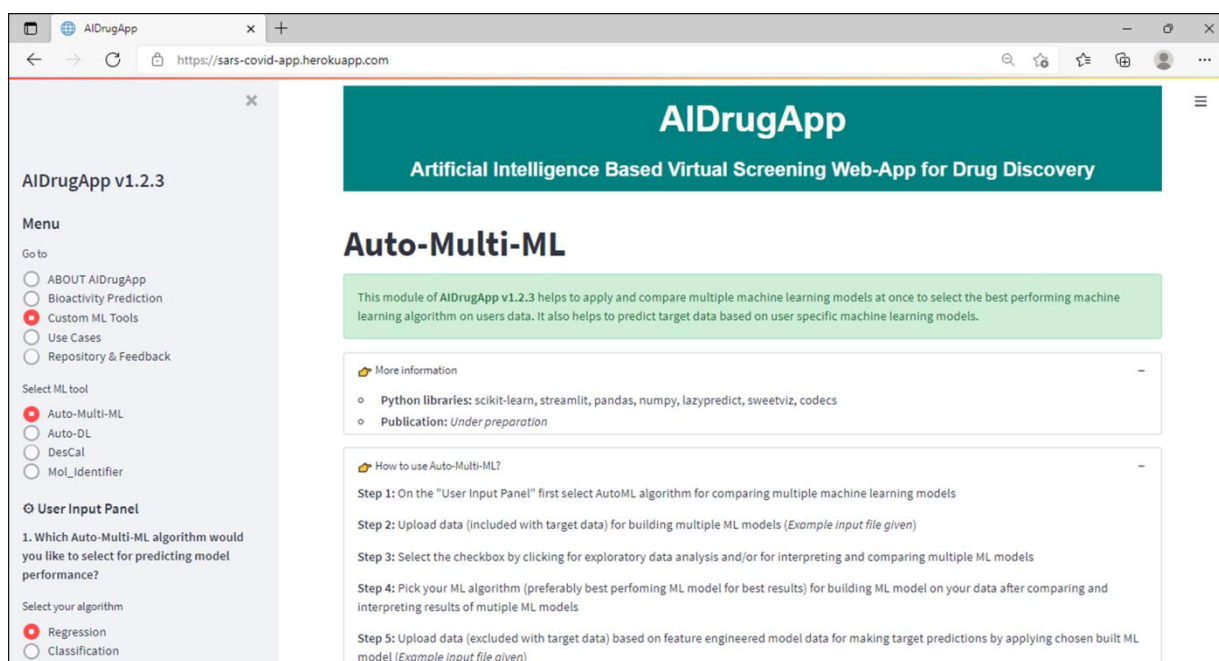 AIDrugApp
https://sars-covid-app.herokuapp.com
AIDrugApp v1.2.3
Menu
Go to
ABOUT AIDrugApp
Bioactivity Prediction
Custom ML Tools
Use Cases
Repository & Feedback
Select ML tool
Auto-Multi-ML
Auto-DL
DesCal
Mol_Identifier
User Input Panel
1. Which Auto-Multi-ML algorithm would
you like to select for predicting model
performance?
Select your algorithm
Regression
Classification
AIDrugApp
Artificial Intelligence Based Virtual Screening Web-App for Drug Discovery
Auto-Multi-ML
This module of AIDrugApp v1.2.3 helps to apply and compare multiple machine learning models at once to select the best performing machine
learning algorithm on users data. It also helps to predict target data based on user specific machine learning models.
More information
Python libraries: scikit-learn, streamlit, pandas, numpy, lazypredict, sweetviz, codecs
Publication: Under preparation
How to use Auto-Multi-ML?
Step 1: On the "User Input Panel" first select AutoML algorithm for comparing multiple machine learning models
Step 2: Upload data (included with target data) for building multiple ML models (Example input file given)
Step 3: Select the checkbox by clicking for exploratory data analysis and/or for interpreting and comparing multiple ML models
Step 4: Pick your ML algorithm (preferably best perfoming ML model for best results) for building ML model on your data after comparing and
interpreting results of mutiple ML models
Step 5: Upload data (excluded with target data) based on feature engineered model data for making target predictions by applying chosen built ML
model (Example input file given)